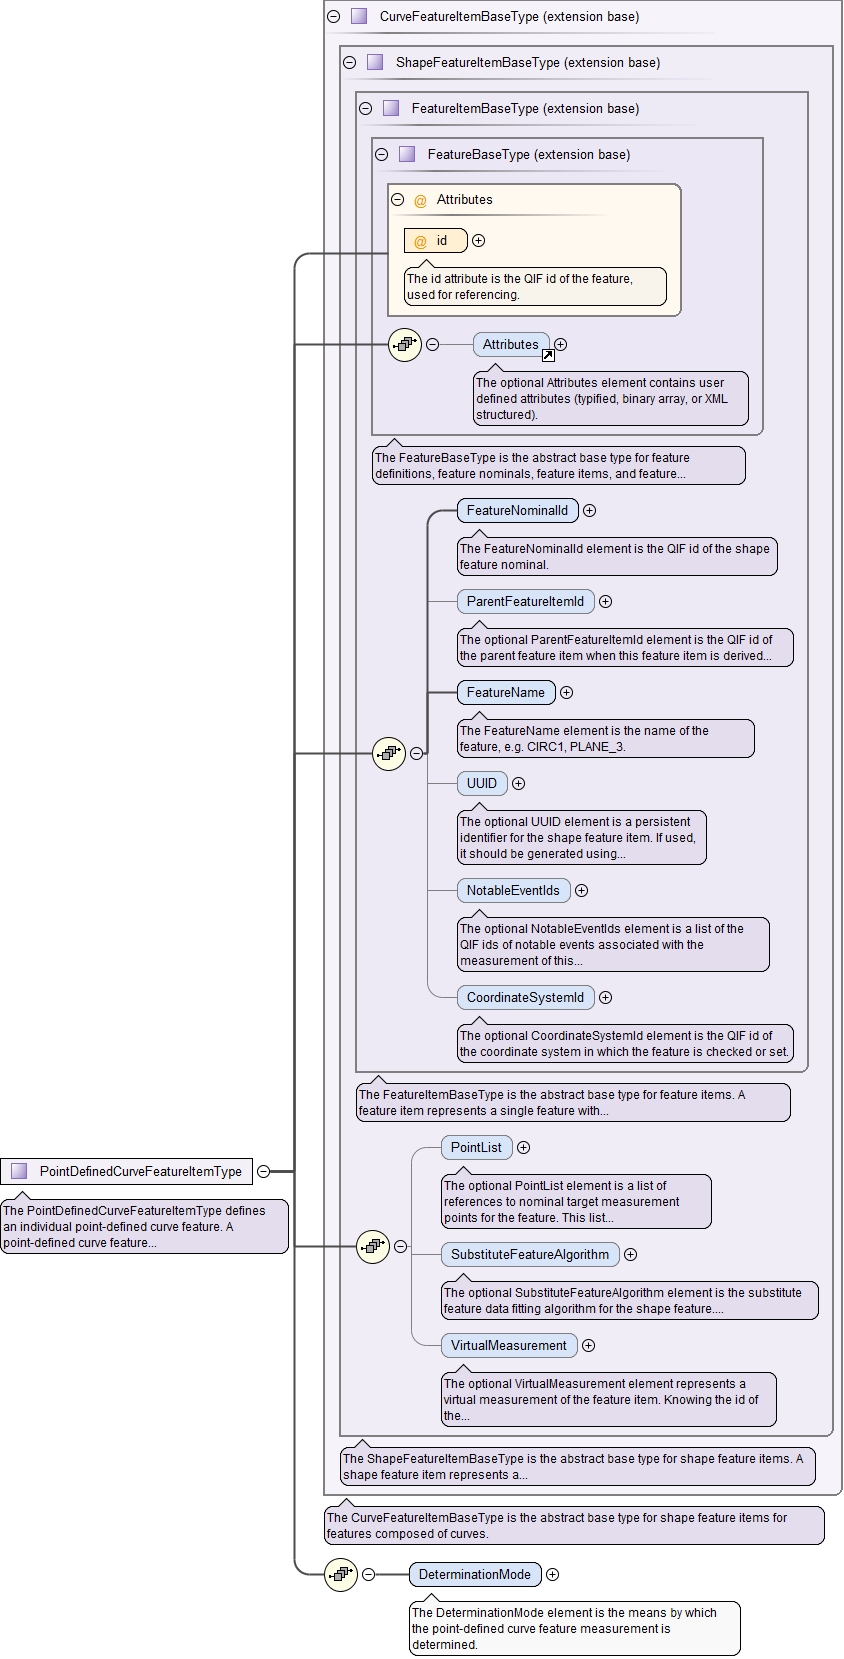 CurveFeatureItemBaseType (extension base)
ShapeFeatureItemBaseType (extension base)
FeatureItemBaseType (extension base)
FeatureBaseType (extension base)
@ Attributes
@ id
The id attribute is the QIF id of the feature,
used for referencing.
Attributes
The optional Attributes element contains user
defined attributes (typified, binary array, or XML
structured).
The FeatureBaseType is the abstract base type for feature
definitions, feature nominals, feature items, and feature...
FeatureNominalId
The FeatureNominalId element is the QIF id of the shape
feature nominal.
ParentFeatureItemId
The optional ParentFeatureItemId element is the QIF id of
the parent feature item when this feature item is derived...
FeatureName
The FeatureName element is the name of the
feature, e.g. CIRC1, PLANE_3.
UUID
The optional UUID element is a persistent
identifier for the shape feature item. If used,
it should be generated using...
NotableEventIds
The optional NotableEventIds element is a list of the
QIF ids of notable events associated with the
measurement of this...
CoordinateSystemId
The optional CoordinateSystemId element is the QIF id of
the coordinate system in which the feature is checked or set.
The FeatureItemBaseType is the abstract base type for feature items. A
feature item represents a single feature with...
PointList
The optional PointList element is a list of
references to nominal target measurement
points for the feature. This list...
PointDefinedCurveFeatureItemType
The PointDefinedCurveFeatureItemType defines
an individual point-defined curve feature. A
point-defined curve feature...
SubstituteFeatureAlgorithm
The optional SubstituteFeatureAlgorithm element is the substitute
feature data fitting algorithm for the shape feature....
VirtualMeasurement
The optional VirtualMeasurement element represents a
virtual measurement of the feature item. Knowing the id of
the...
The ShapeFeatureItemBaseType is the abstract base type for shape feature items. A
shape feature item represents a...
The CurveFeatureItemBaseType is the abstract base type for shape feature items for
features composed of curves.
DeterminationMode
The DeterminationMode element is the means by which
the point-defined curve feature measurement is
determined.